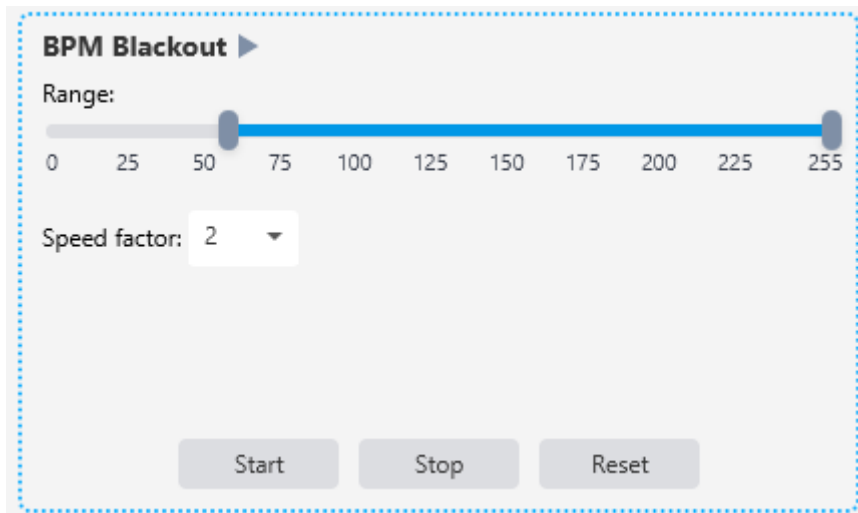 BPM Blackout
Range:
0 25 50 75 100 125 150 175 200 225 255
Speed factor: 2
Start Stop Reset